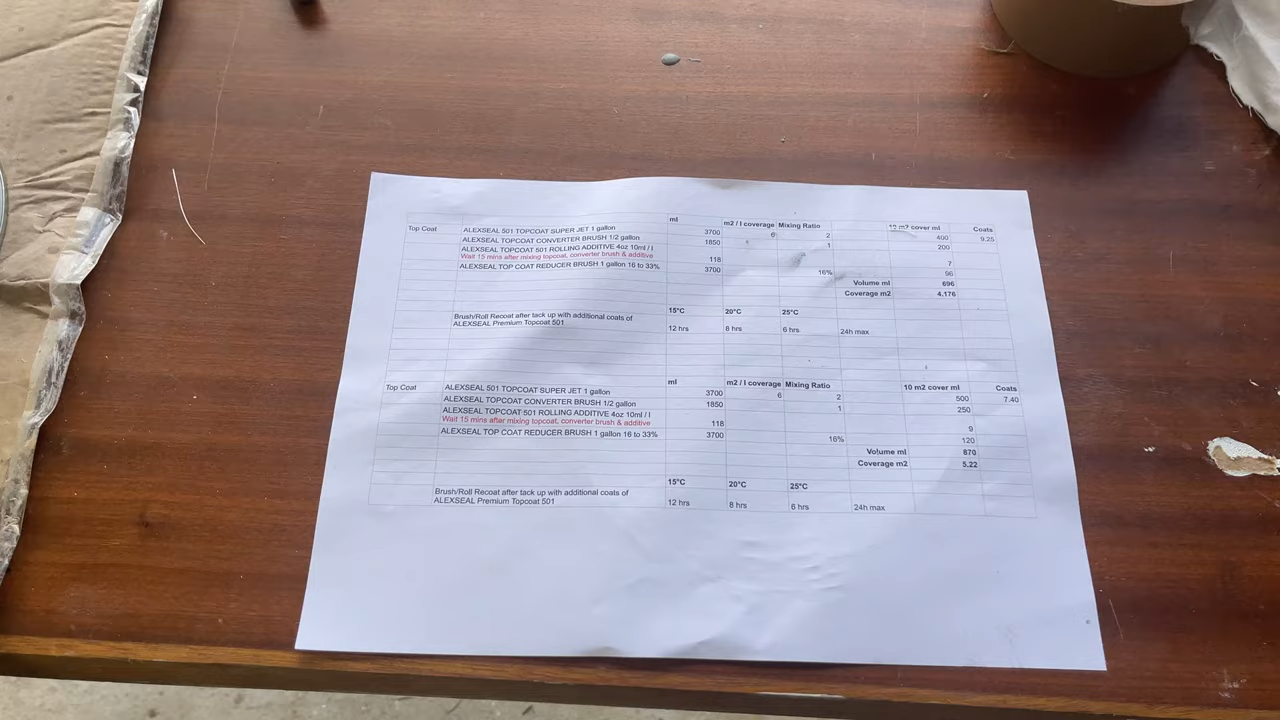 ml m2 / l coverage Mixing Ratio 10 m2 cover ml Coats
Top Coat ALEXSEAL 501 TOPCOAT SUPER JET 1 gallon 3700 6 2 400 9.25
ALEXSEAL TOPCOAT CONVERTER BRUSH 1/2 gallon 1850 1 200
ALEXSEAL TOPCOAT 501 ROLLING ADDITIVE 4oz 10ml / l
Wait 15 mins after mixing topcoat, converter brush & additive 118 7
ALEXSEAL TOP COAT REDUCER BRUSH 1 gallon 16 to 33% 3700 16% 96
Volume ml 696
Coverage m2 4.176
15°C 20°C 25°C
Brush/Roll Recoat after tack up with additional coats of
ALEXSEAL Premium Topcoat 501 12 hrs 8 hrs 6 hrs 24h max
ml m2 / l coverage Mixing Ratio 10 m2 cover ml Coats
Top Coat ALEXSEAL 501 TOPCOAT SUPER JET 1 gallon 3700 6 2 500 7.40
ALEXSEAL TOPCOAT CONVERTER BRUSH 1/2 gallon 1850 1 250
ALEXSEAL TOPCOAT 501 ROLLING ADDITIVE 4oz 10ml / l
Wait 15 mins after mixing topcoat, converter brush & additive 118 9
ALEXSEAL TOP COAT REDUCER BRUSH 1 gallon 16 to 33% 3700 16% 120
Volume ml 870
Coverage m2 5.22
15°C 20°C 25°C
Brush/Roll Recoat after tack up with additional coats of
ALEXSEAL Premium Topcoat 501 12 hrs 8 hrs 6 hrs 24h max